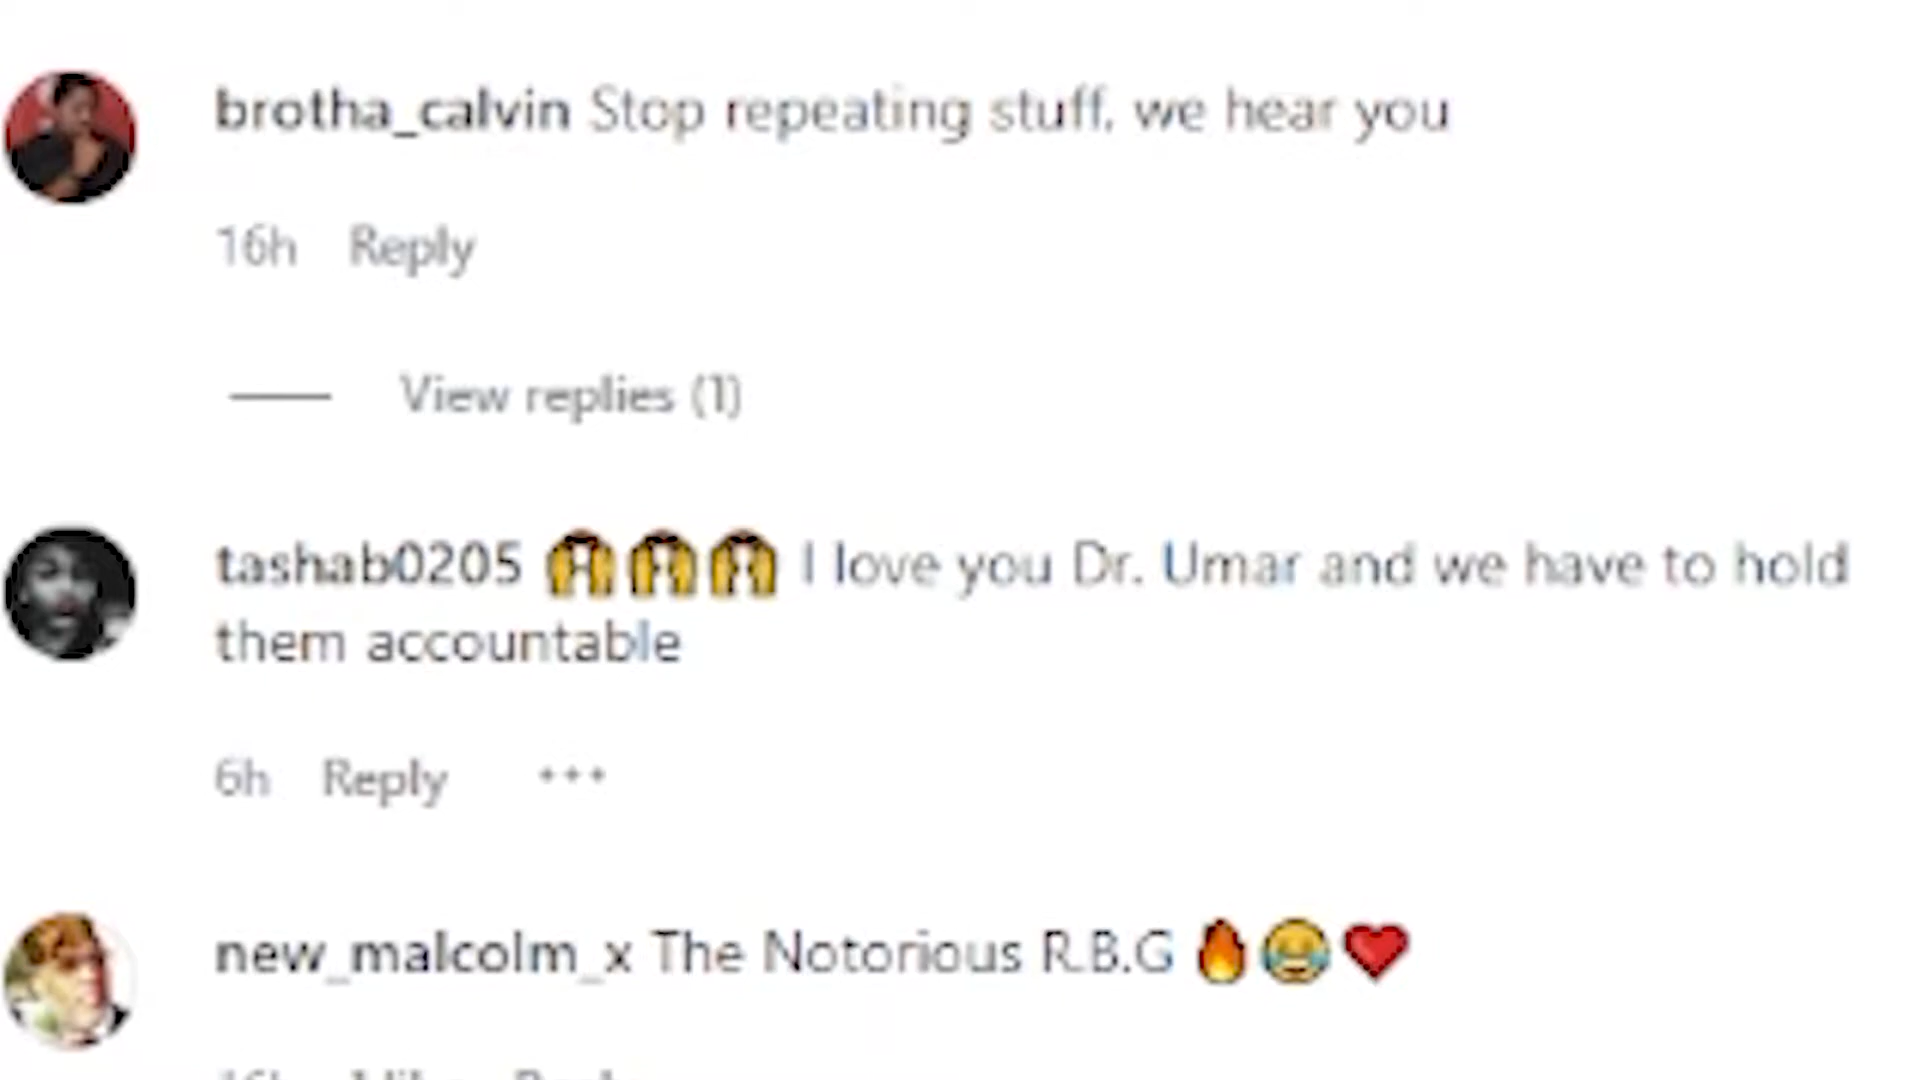 brotha_calvin Stop repeating stuff, we hear you
16h Reply
View replies (1)
tashab0205 🙌🙌🙌 I love you Dr. Umar and we have to hold
them accountable
6h Reply •••
new_malcolm_x The Notorious R.B.G 🔥😂❤️